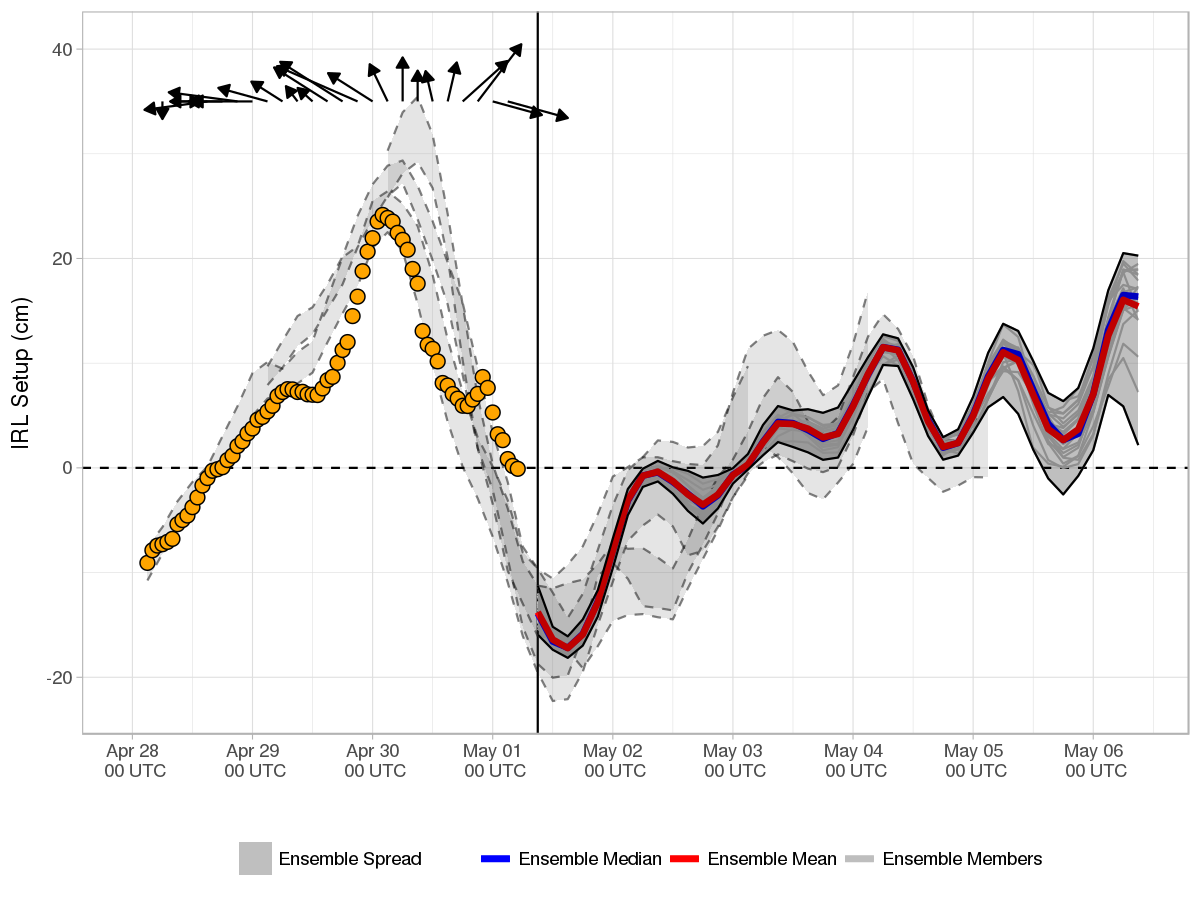 IRL Setup (cm)
40
20
0
-20
Apr 28
00 UTC
Apr 29
00 UTC
Apr 30
00 UTC
May 01
00 UTC
May 02
00 UTC
May 03
00 UTC
May 04
00 UTC
May 05
00 UTC
May 06
00 UTC
Ensemble Spread
Ensemble Median
Ensemble Mean
Ensemble Members